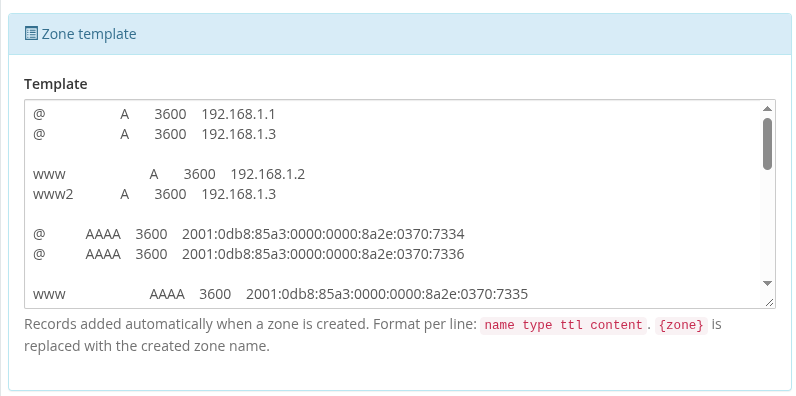 Zone template
Template
@ A 3600 192.168.1.1
@ A 3600 192.168.1.3
www A 3600 192.168.1.2
www2 A 3600 192.168.1.3
@ AAAA 3600 2001:0db8:85a3:0000:0000:8a2e:0370:7334
@ AAAA 3600 2001:0db8:85a3:0000:0000:8a2e:0370:7336
www AAAA 3600 2001:0db8:85a3:0000:0000:8a2e:0370:7335
Records added automatically when a zone is created. Format per line: name type ttl content. {zone} is
replaced with the created zone name.